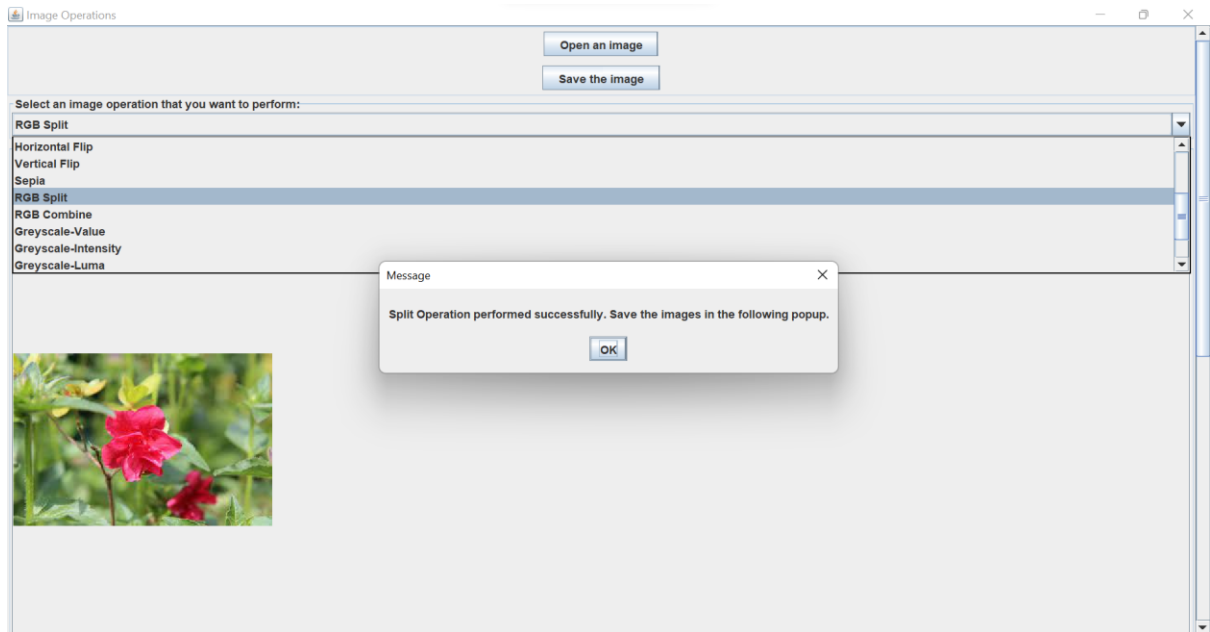 Image Operations
Open an image
Save the image
Select an image operation that you want to perform:
RGB Split
Horizontal Flip
Vertical Flip
Sepia
RGB Split
RGB Combine
Greyscale-Value
Greyscale-Intensity
Greyscale-Luma
Message
Split Operation performed successfully. Save the images in the following popup.
OK